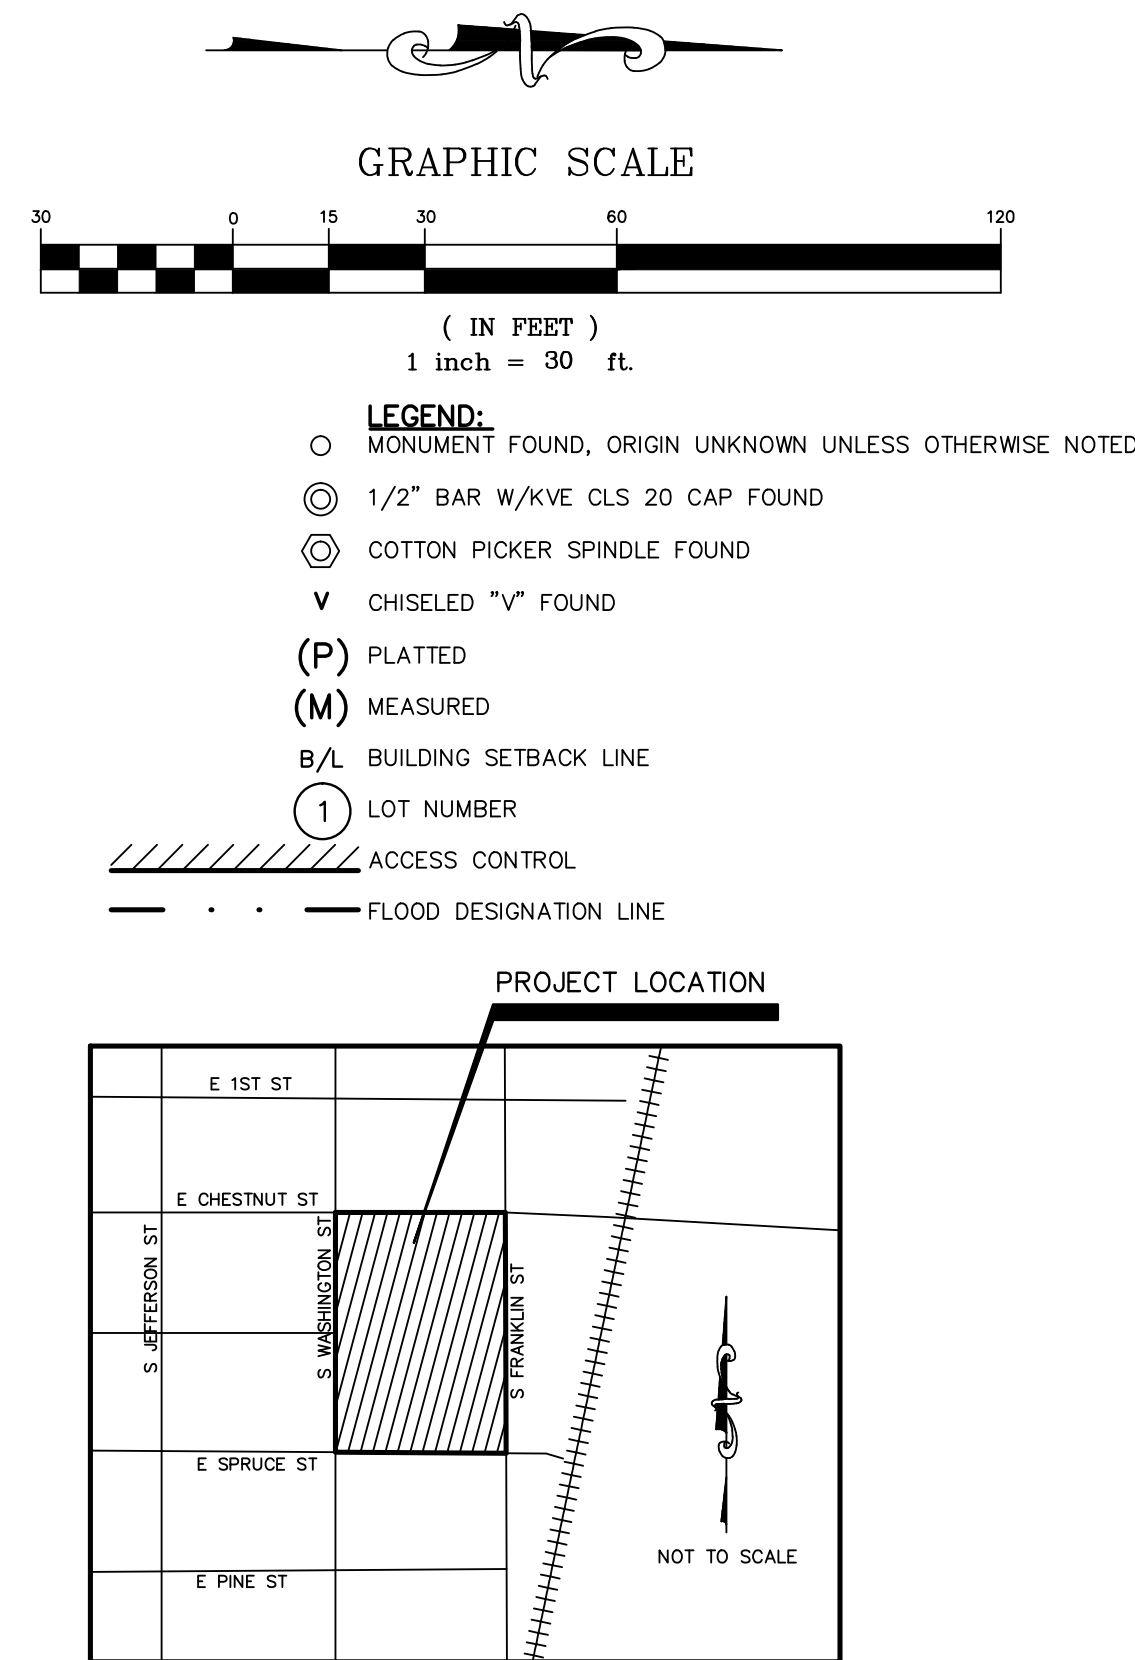 GRAPHIC SCALE
30 0 15 30 60 120
( IN FEET )
1 inch = 30 ft.
LEGEND:
MONUMENT FOUND, ORIGIN UNKNOWN UNLESS OTHERWISE NOTED
1/2" BAR W/KVE CLS 20 CAP FOUND
COTTON PICKER SPINDLE FOUND
V CHISELED "V" FOUND
(P) PLATTED
(M) MEASURED
B/L BUILDING SETBACK LINE
1 LOT NUMBER
ACCESS CONTROL
FLOOD DESIGNATION LINE
PROJECT LOCATION
E 1ST ST
E CHESTNUT ST
S JEFFERSON ST
S WASHINGTON ST
S FRANKLIN ST
E SPRUCE ST
NOT TO SCALE
E PINE ST